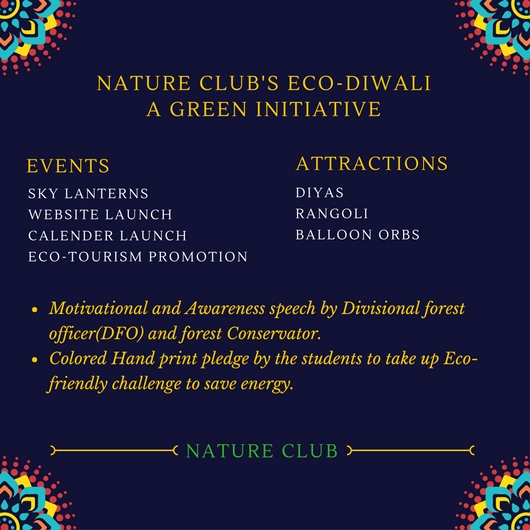 NATURE CLUB'S ECO-DIWALI
A GREEN INITIATIVE
EVENTS
SKY LANTERNS
WEBSITE LAUNCH
CALENDER LAUNCH
ECO-TOURISM PROMOTION
ATTRACTIONS
DIYAS
RANGOLI
BALLOON ORBS
• Motivational and Awareness speech by Divisional forest
officer(DFO) and forest Conservator.
• Colored Hand print pledge by the students to take up Eco-
friendly challenge to save energy.
NATURE CLUB